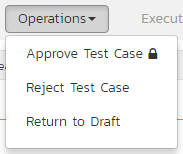 Operations
Execut
Approve Test Case
Reject Test Case
Return to Draft